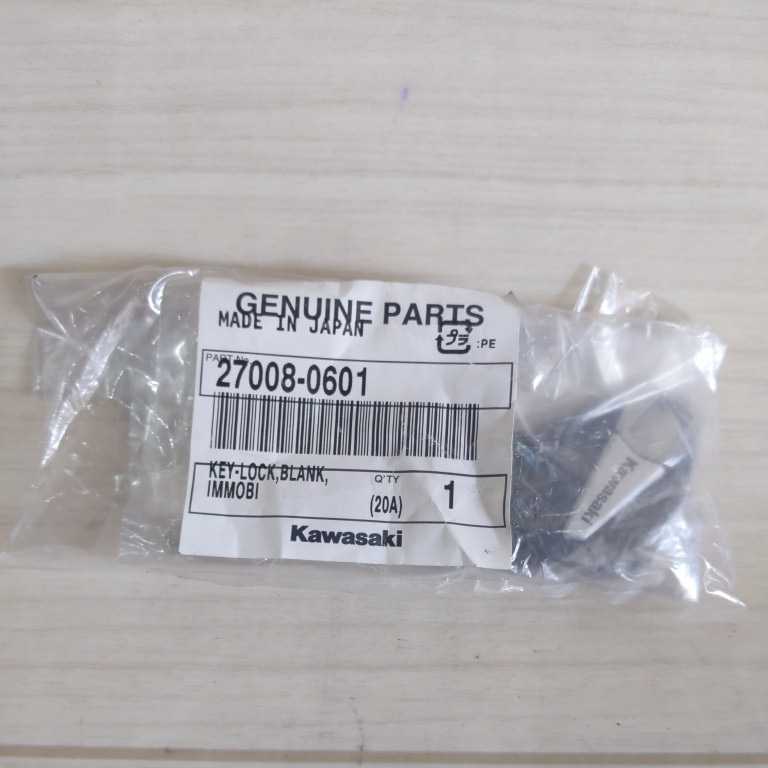 GENUINE PARTS
MADE IN JAPAN
プラ :PE
PART No.
27008-0601
KEY-LOCK,BLANK,
IMMOBI
Q'TY
(20A) 1
Kawasaki
Kawasaki